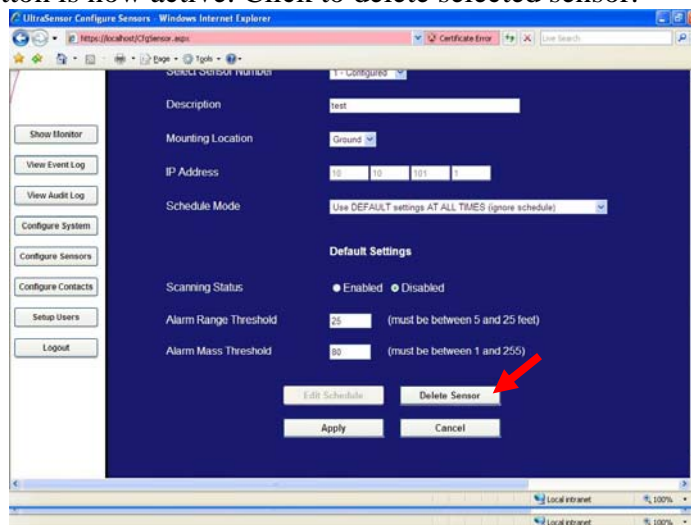 tton is now active. Click to delete selected sensor.
UltraSensor Configure Sensors - Windows Internet Explorer
https://localhost/CfgSensor.aspx Certificate Error Live Search
Page Tools
Select Sensor Number 1 - Configured
Description test
Show Monitor
Mounting Location Ground
View Event Log
IP Address 10 10 101 1
View Audit Log
Schedule Mode Use DEFAULT settings AT ALL TIMES (ignore schedule)
Configure System
Default Settings
Configure Sensors
Configure Contacts
Scanning Status Enabled Disabled
Setup Users
Alarm Range Threshold 25 (must be between 5 and 25 feet)
Logout
Alarm Mass Threshold 80 (must be between 1 and 255)
Edit Schedule Delete Sensor
Apply Cancel
Local intranet 100%
Local intranet 100%